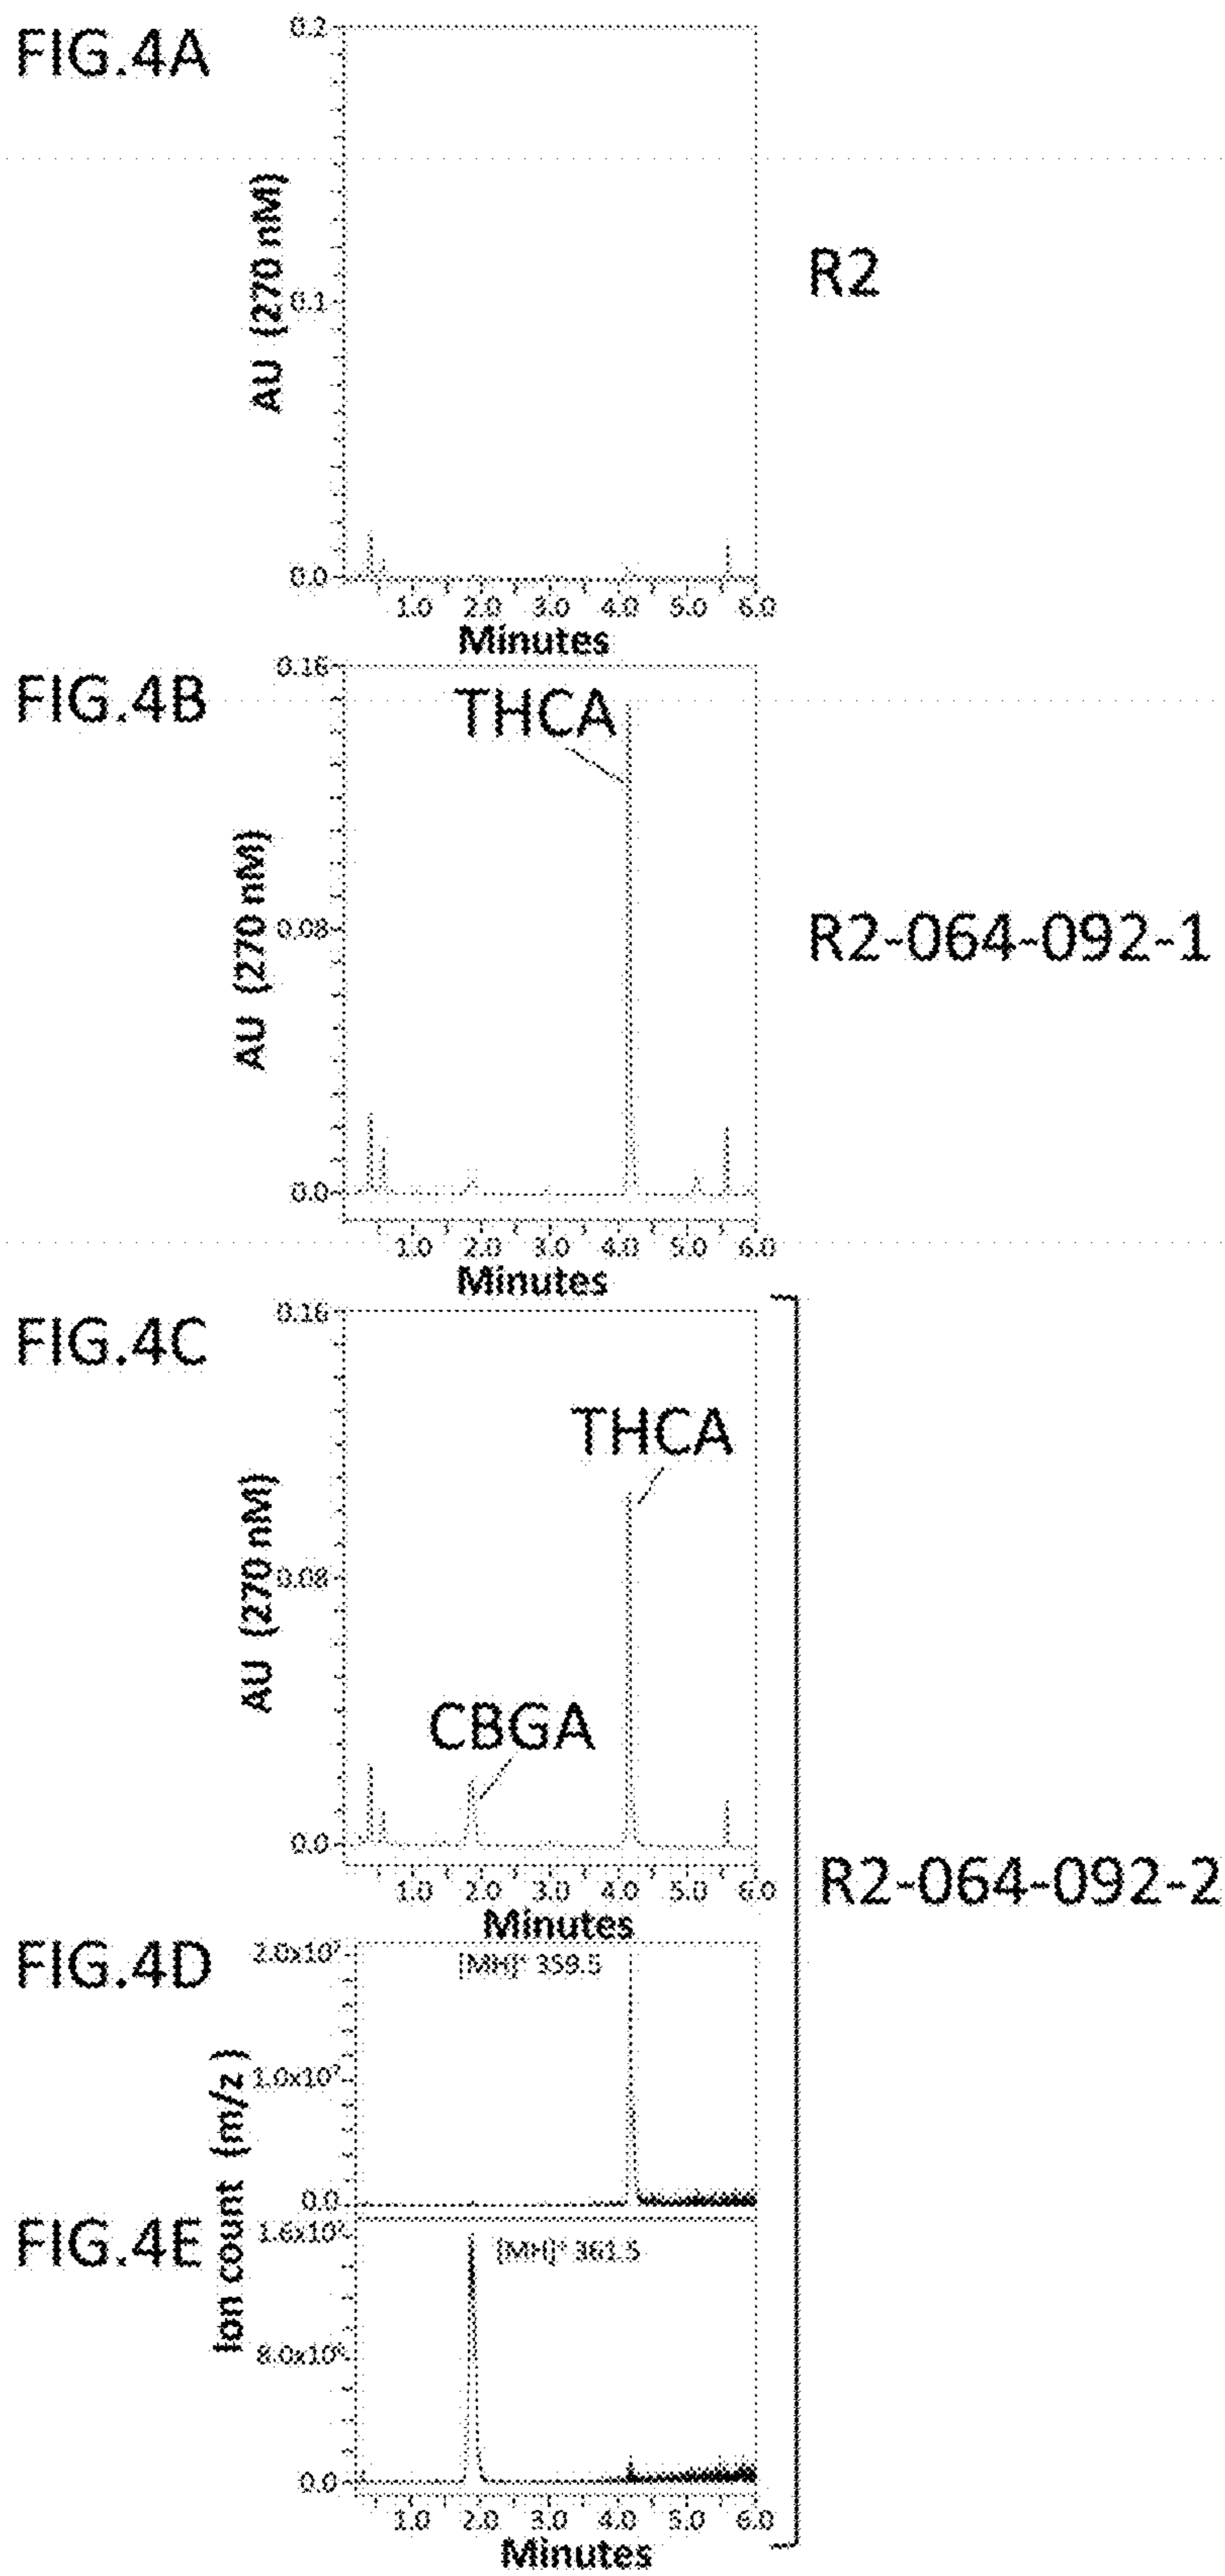 FIG.4A
0.2
0.1
0.0
AU (270 nM)
1.0 2.0 3.0 4.0 5.0 6.0
Minutes
R2
FIG.4B
0.16
0.08
0.0
AU (270 nM)
THCA
1.0 2.0 3.0 4.0 5.0 6.0
Minutes
R2-064-092-1
FIG.4C
0.16
0.08
0.0
AU (270 nM)
THCA
CBGA
1.0 2.0 3.0 4.0 5.0 6.0
Minutes
R2-064-092-2
FIG.4D
[MH]⁺ 359.5
2.0x10⁷
1.0x10⁷
0.0
Ion count (m/z)
FIG.4E
[MH]⁺ 361.5
0.0
1.0 2.0 3.0 4.0 5.0 6.0
Minutes